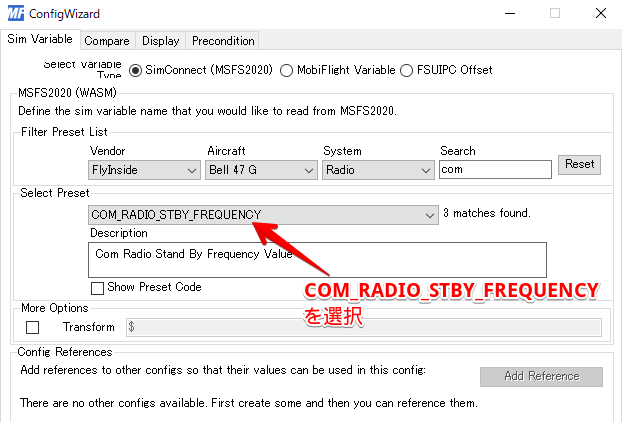 MF ConfigWizard
Sim Variable Compare Display Precondition
Select Variable Type
SimConnect (MSFS2020) MobiFlight Variable FSUIPC Offset
MSFS2020 (WASM)
Define the sim variable name that you would like to read from MSFS2020.
Filter Preset List
Vendor Aircraft System Search
FlyInside Bell 47 G Radio com Reset
Select Preset
COM_RADIO_STBY_FREQUENCY 3 matches found.
Description
Com Radio Stand By Frequency Value
Show Preset Code
COM_RADIO_STBY_FREQUENCY
を選択
More Options
Transform $
Config References
Add references to other configs so that their values can be used in this config:
Add Reference
There are no other configs available. First create some and then you can reference them.